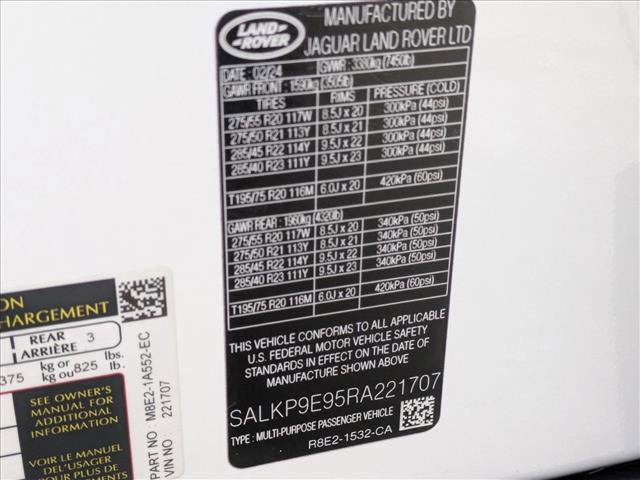 LAND ROVER
MANUFACTURED BY
JAGUAR LAND ROVER LTD
DATE: 02/24 GVWR: 3380kg (7450lb)
GAWR FRONT: 1590kg (3505lb)
TIRES RIMS PRESSURE (COLD)
275/55 R20 117W 8.5J x 20 300kPa (44psi)
275/50 R21 113Y 8.5J x 21 300kPa (44psi)
285/45 R22 114Y 9.5J x 22 300kPa (44psi)
285/40 R23 111Y 9.5J x 23 300kPa (44psi)
T195/75 R20 116M 6.0J x 20 420kPa (60psi)
GAWR REAR: 1960kg (4320lb)
275/55 R20 117W 8.5J x 20 340kPa (50psi)
275/50 R21 113Y 8.5J x 21 340kPa (50psi)
285/45 R22 114Y 9.5J x 22 340kPa (50psi)
285/40 R23 111Y 9.5J x 23 340kPa (50psi)
T195/75 R20 116M 6.0J x 20 420kPa (60psi)
THIS VEHICLE CONFORMS TO ALL APPLICABLE
U.S. FEDERAL MOTOR VEHICLE SAFETY
STANDARDS IN EFFECT ON THE DATE OF
MANUFACTURE SHOWN ABOVE.
SALKP9E95RA221707
TYPE: MULTI-PURPOSE PASSENGER VEHICLE
R8E2-1532-CA
ON
CHARGEMENT
REAR
ARRIÈRE 3
375 kg or
kg ou 825 lbs.
lb.
SEE OWNER'S
MANUAL FOR
ADDITIONAL
INFORMATION
VOIR LE MANUEL
DE L'USAGER
POUR PLUS DE
PART NO: M8E2-1A552-EC
VIN NO: 221707